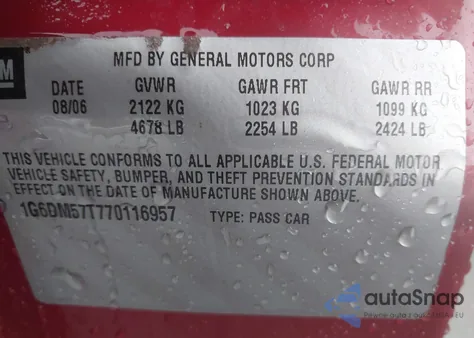 GM
MFD BY GENERAL MOTORS CORP
DATE GVWR GAWR FRT GAWR RR
08/06 2122 KG 1023 KG 1099 KG
4678 LB 2254 LB 2424 LB
THIS VEHICLE CONFORMS TO ALL APPLICABLE U.S. FEDERAL MOTOR
VEHICLE SAFETY, BUMPER, AND THEFT PREVENTION STANDARDS IN
EFFECT ON THE DATE OF MANUFACTURE SHOWN ABOVE.
1G6DM57T770116957 TYPE: PASS CAR
autoSnap